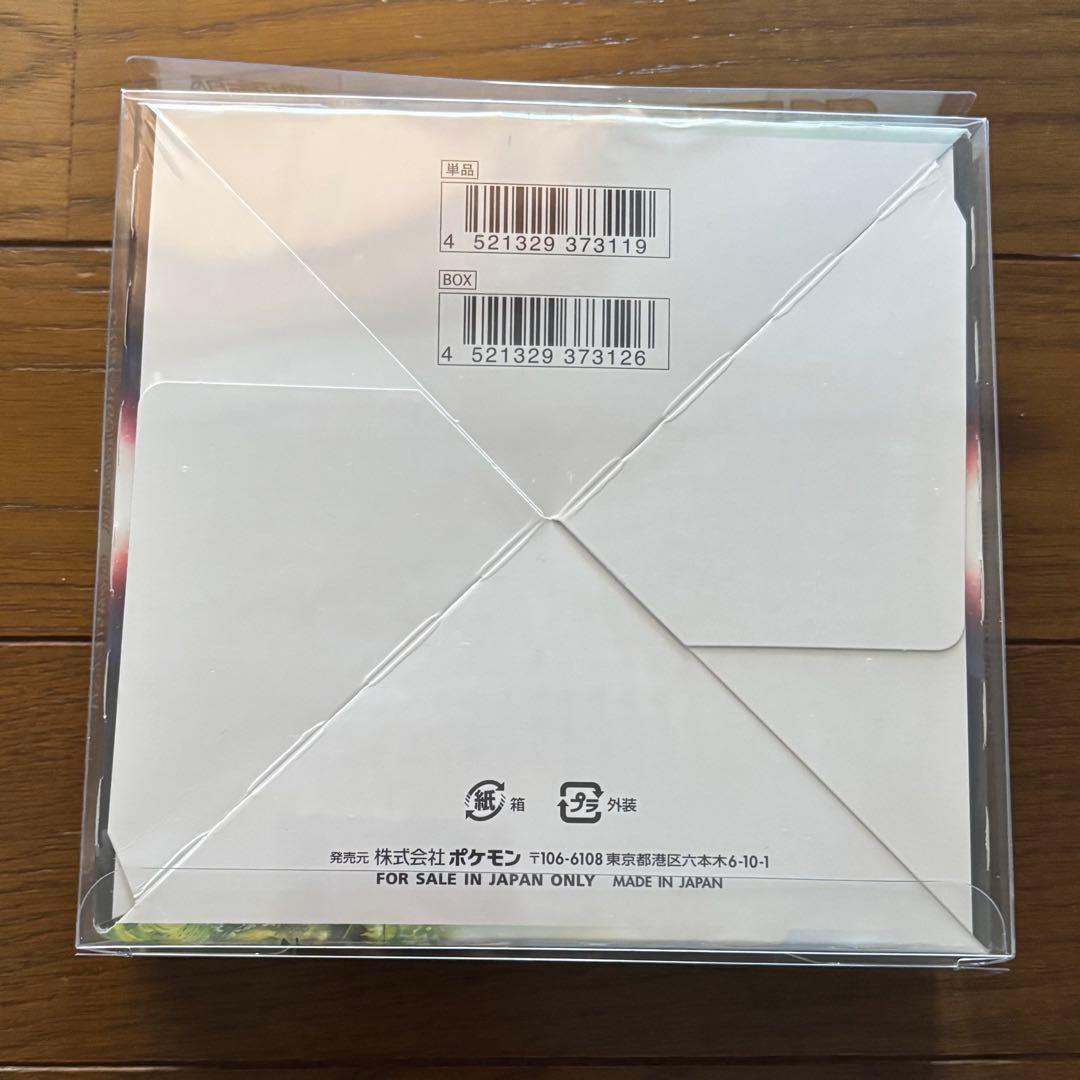 単品
4 521329 373119
BOX
4 521329 373126
紙 箱 プラ 外装
発売元 株式会社 ポケモン 〒106-6108 東京都港区六本木6-10-1
FOR SALE IN JAPAN ONLY MADE IN JAPAN